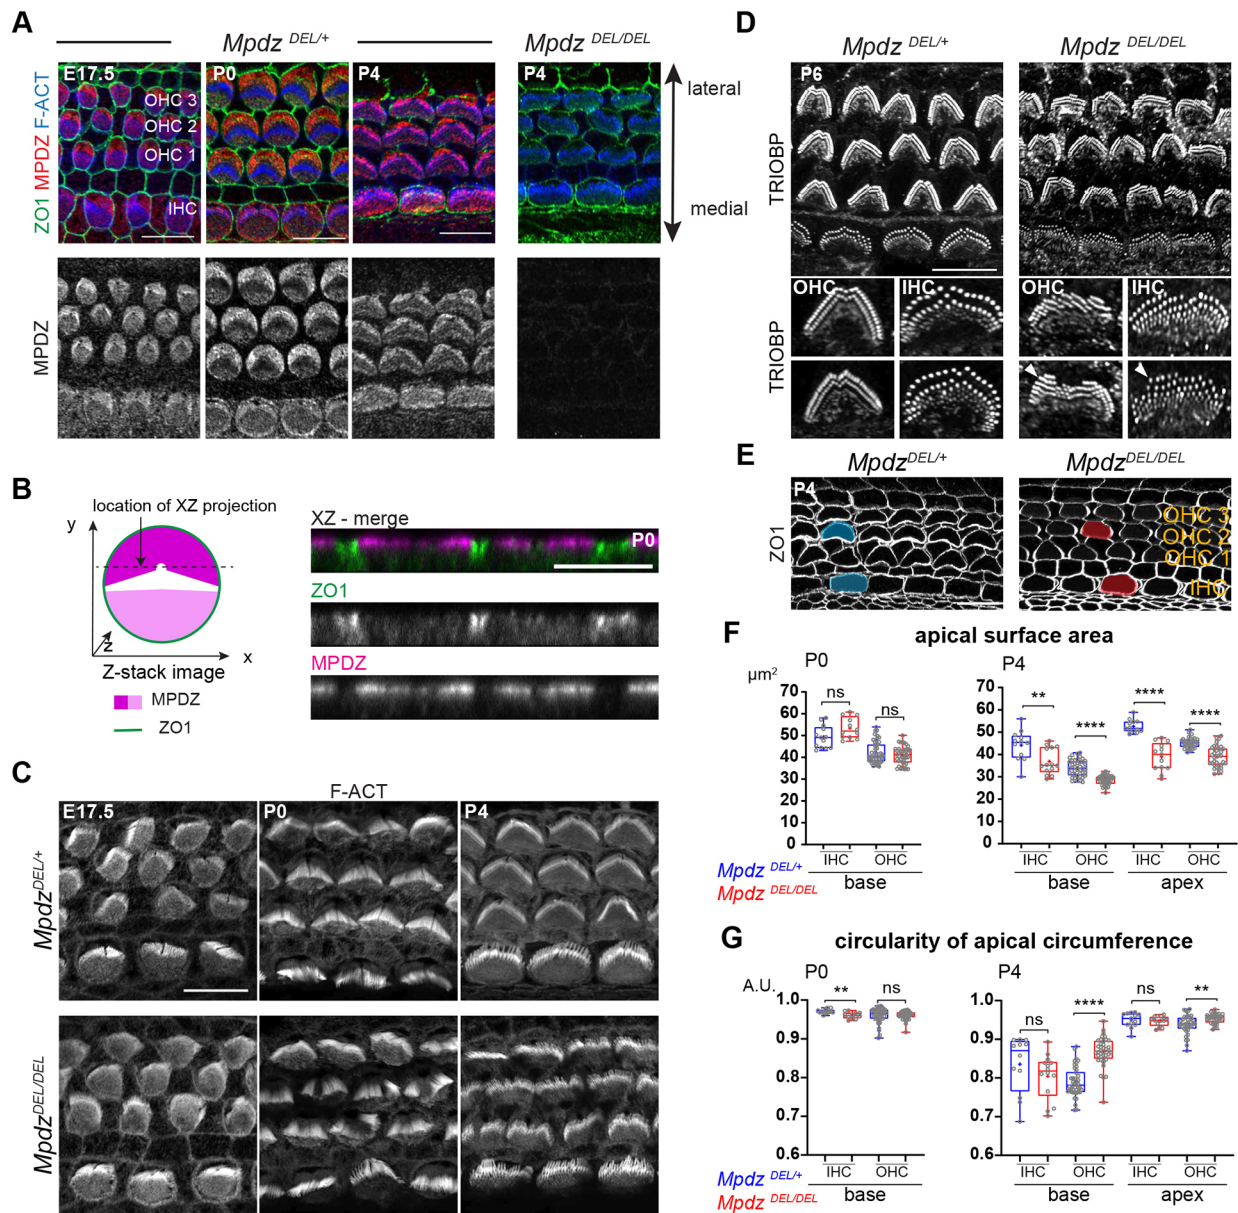 A
Mpdz DEL/+
Mpdz DEL/DEL
E17.5
P0
P4
P4
OHC 3
OHC 2
OHC 1
IHC
ZO1 MPDZ F-ACT
lateral
medial
MPDZ
B
location of XZ projection
y
z
x
Z-stack image
MPDZ
ZO1
XZ - merge
P0
ZO1
MPDZ
C
F-ACT
E17.5
P0
P4
Mpdz DEL/+
Mpdz DEL/DEL
D
Mpdz DEL/+
Mpdz DEL/DEL
P6
TRIOBP
OHC
IHC
OHC
IHC
TRIOBP
E
Mpdz DEL/+
Mpdz DEL/DEL
P4
ZO1
OHC 3
OHC 2
OHC 1
IHC
F
apical surface area
P0
P4
µm²
70
60
50
40
30
20
10
0
ns
ns
IHC
OHC
base
70
60
50
40
30
20
10
0
**
****
****
****
IHC
OHC
IHC
OHC
base
apex
Mpdz DEL/+
Mpdz DEL/DEL
G
circularity of apical circumference
P0
P4
A.U.
1.0
0.9
0.8
0.7
0.6
**
ns
IHC
OHC
base
1.0
0.9
0.8
0.7
0.6
ns
****
ns
**
IHC
OHC
IHC
OHC
base
apex
Mpdz DEL/+
Mpdz DEL/DEL